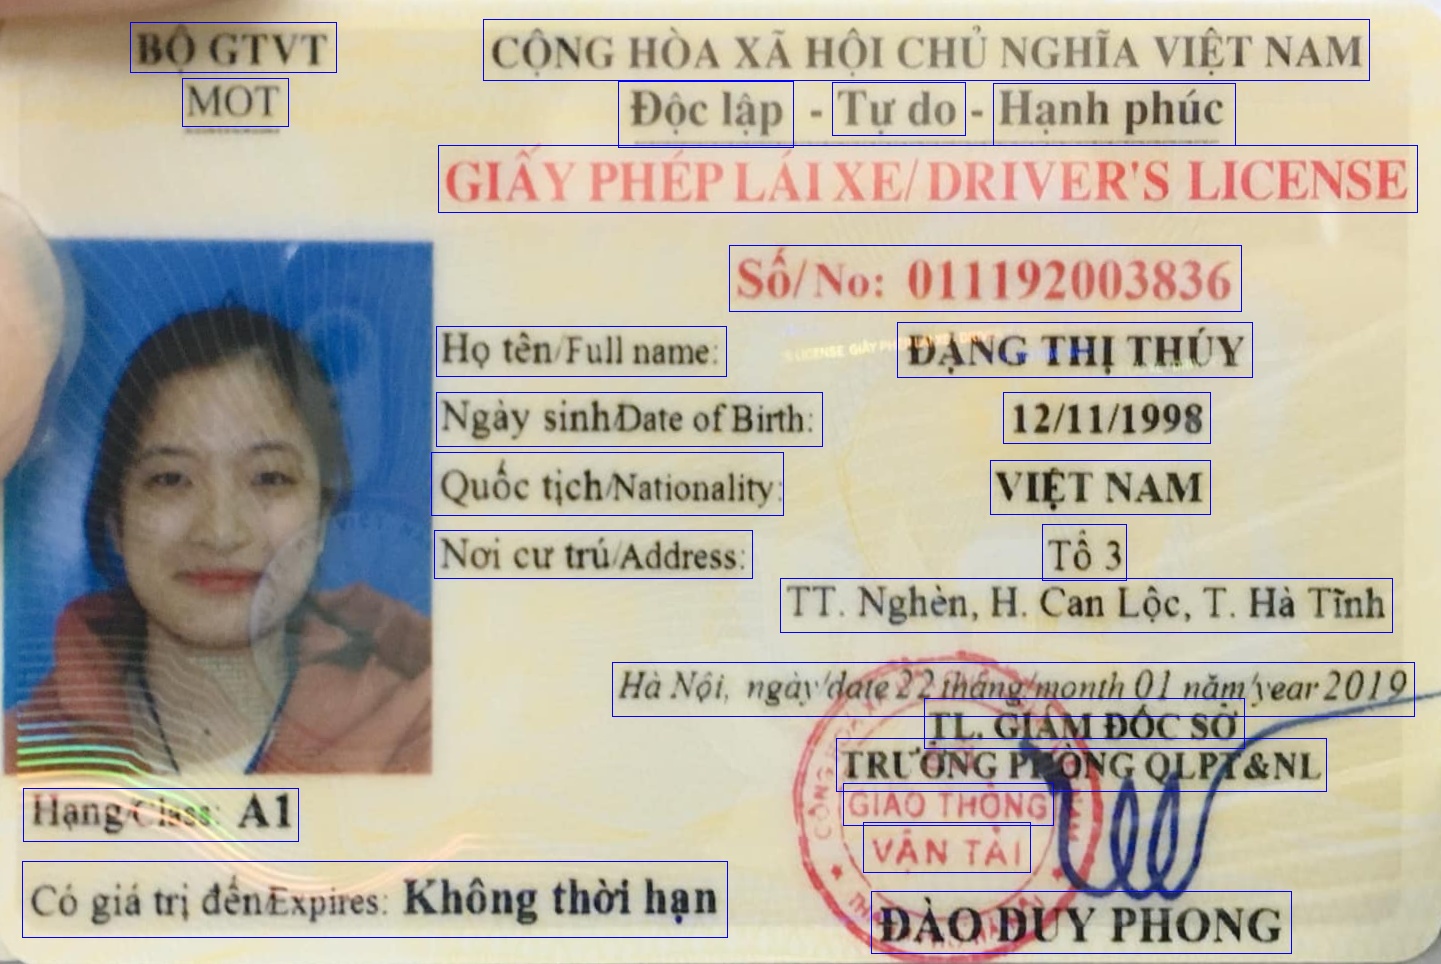 BỘ GTVT
MOT
CỘNG HÒA XÃ HỘI CHỦ NGHĨA VIỆT NAM
Độc lập - Tự do - Hạnh phúc
GIẤY PHÉP LÁI XE/ DRIVER'S LICENSE
Số/No: 011192003836
Họ tên/Full name: ĐẶNG THỊ THÚY
Ngày sinh/Date of Birth: 12/11/1998
Quốc tịch/Nationality: VIỆT NAM
Nơi cư trú/Address: Tổ 3
TT. Nghèn, H. Can Lộc, T. Hà Tĩnh
Hà Nội, ngày/date 22 tháng/month 01 năm/year 2019
TL. GIÁM ĐỐC SỞ
TRƯỞNG PHÒNG QLPT&NL
GIAO THÔNG
VẬN TẢI
Hạng/Class: A1
Có giá trị đến/Expires: Không thời hạn
ĐÀO DUY PHONG